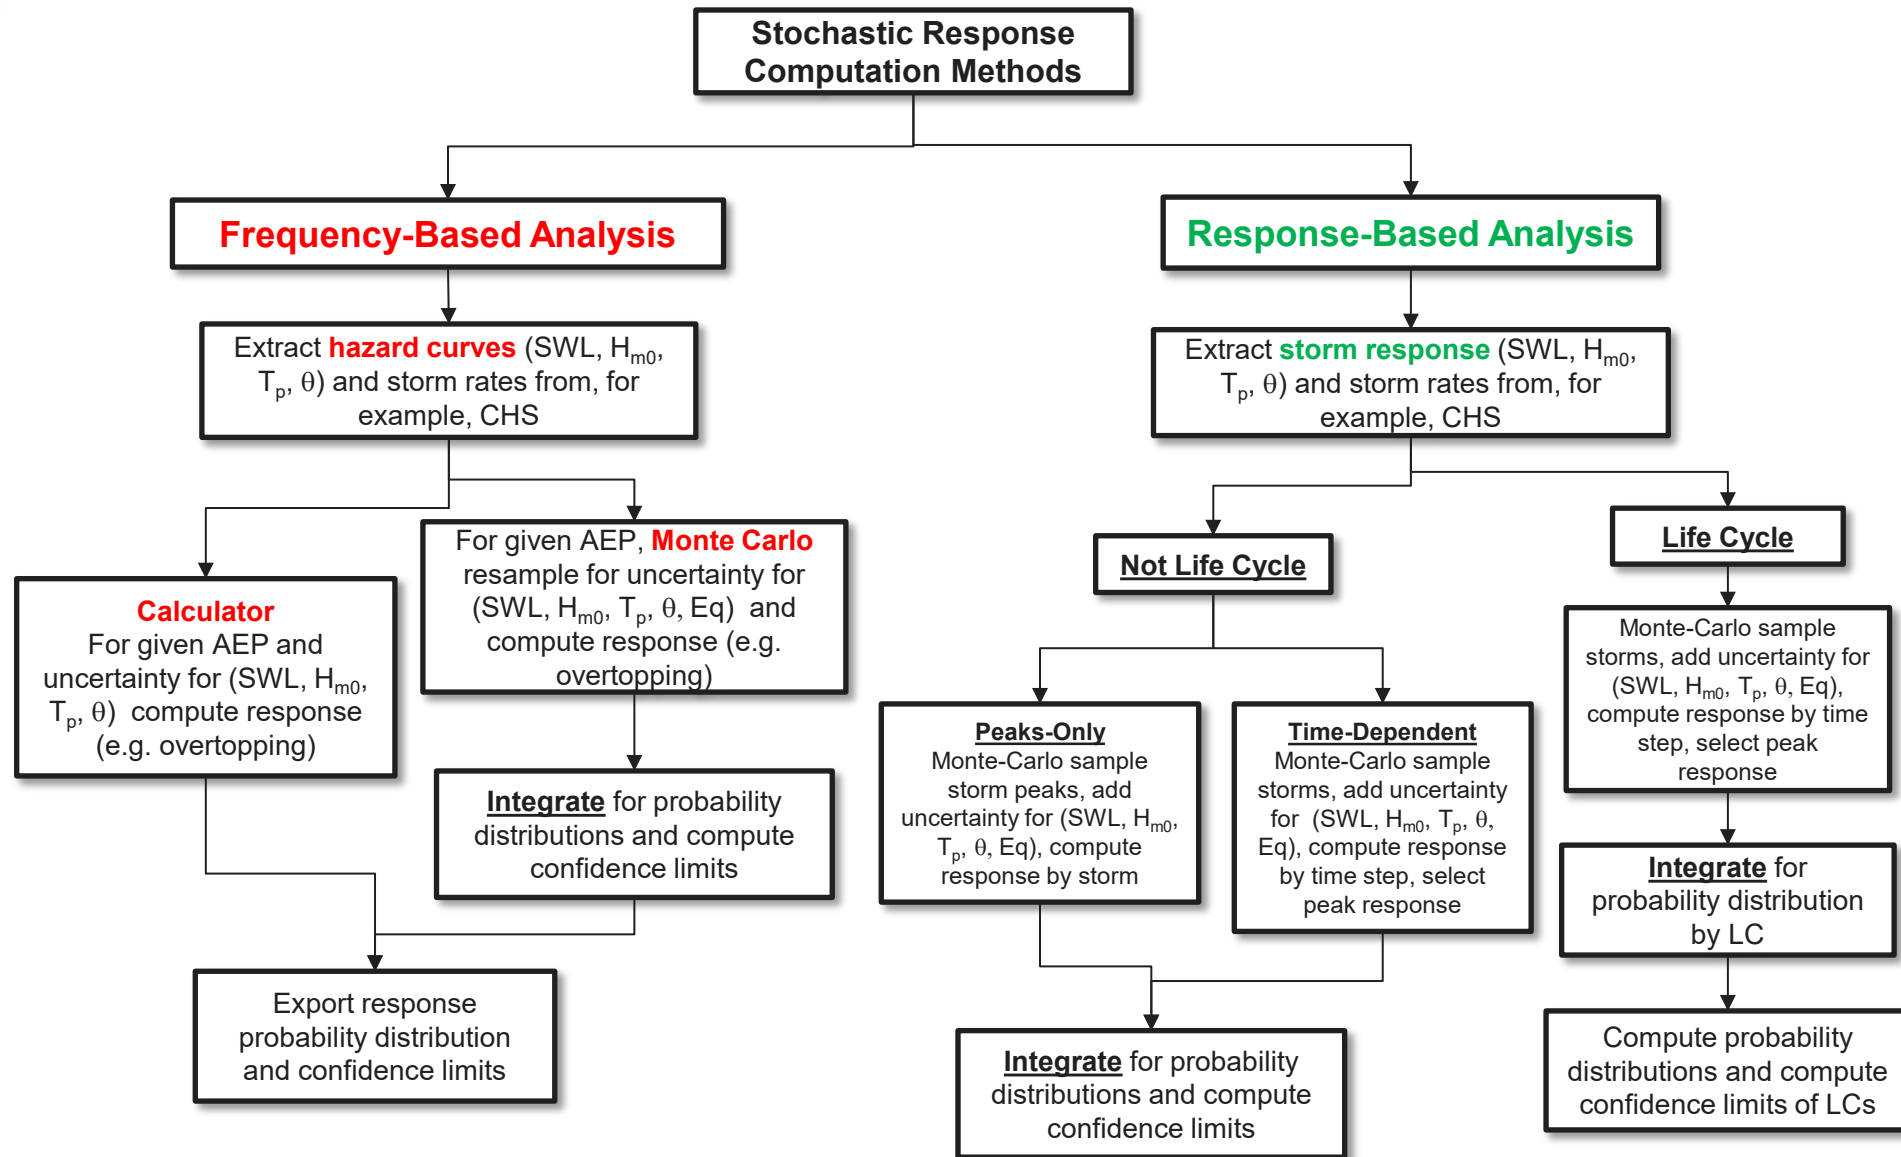 Stochastic Response
Computation Methods
Frequency-Based Analysis
Extract hazard curves (SWL, Hm0,
Tp, θ) and storm rates from, for
example, CHS
Calculator
For given AEP and
uncertainty for (SWL, Hm0,
Tp, θ) compute response
(e.g. overtopping)
For given AEP, Monte Carlo
resample for uncertainty for
(SWL, Hm0, Tp, θ, Eq) and
compute response (e.g.
overtopping)
Integrate for probability
distributions and compute
confidence limits
Export response
probability distribution
and confidence limits
Response-Based Analysis
Extract storm response (SWL, Hm0,
Tp, θ) and storm rates from, for
example, CHS
Not Life Cycle
Peaks-Only
Monte-Carlo sample
storm peaks, add
uncertainty for (SWL, Hm0,
Tp, θ, Eq), compute
response by storm
Time-Dependent
Monte-Carlo sample
storms, add uncertainty
for (SWL, Hm0, Tp, θ,
Eq), compute response
by time step, select
peak response
Integrate for probability
distributions and compute
confidence limits
Life Cycle
Monte-Carlo sample
storms, add uncertainty for
(SWL, Hm0, Tp, θ, Eq),
compute response by time
step, select peak
response
Integrate for
probability distribution
by LC
Compute probability
distributions and compute
confidence limits of LCs